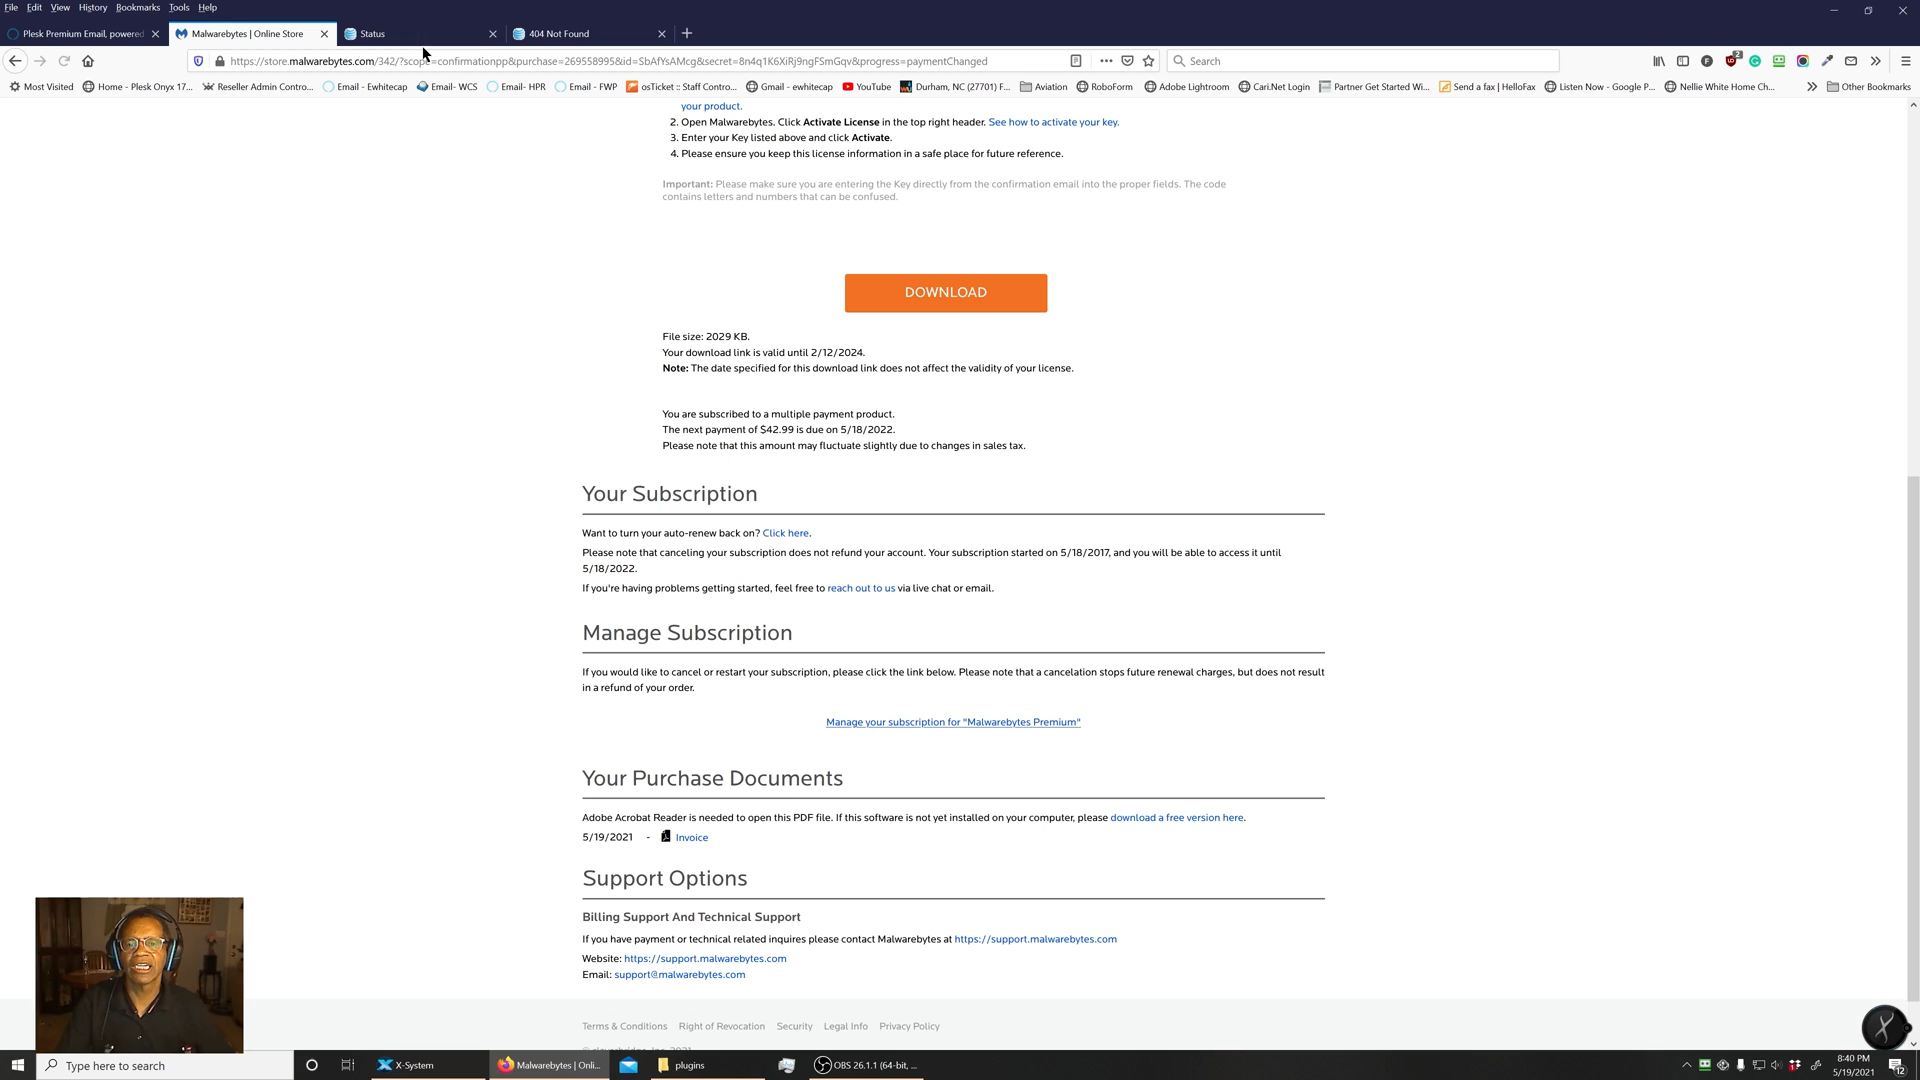 File Edit View History Bookmarks Tools Help
Plesk Premium Email, powered
Malwarebytes | Online Store
Status
404 Not Found
https://store.malwarebytes.com/342/?scope=confirmationpp&purchase=269558995&id=SbAfYsAMcg&secret=8n4q1K6XiRj9ngFSmGqv&progress=paymentChanged
Search
2
Most Visited
Home - Plesk Onyx 17...
Reseller Admin Contro...
Email - Ewhitecap
Email- WCS
Email- HPR
Email - FWP
osTicket :: Staff Contro...
Gmail - ewhitecap
YouTube
Durham, NC (27701) F...
Aviation
RoboForm
Adobe Lightroom
Cari.Net Login
Partner Get Started Wi...
Send a fax | HelloFax
Listen Now - Google P...
Nellie White Home Ch...
Other Bookmarks
your product.
2. Open Malwarebytes. Click Activate License in the top right header. See how to activate your key.
3. Enter your Key listed above and click Activate.
4. Please ensure you keep this license information in a safe place for future reference.
Important: Please make sure you are entering the Key directly from the confirmation email into the proper fields. The code
contains letters and numbers that can be confused.
DOWNLOAD
File size: 2029 KB.
Your download link is valid until 2/12/2024.
Note: The date specified for this download link does not affect the validity of your license.
You are subscribed to a multiple payment product.
The next payment of $42.99 is due on 5/18/2022.
Please note that this amount may fluctuate slightly due to changes in sales tax.
Your Subscription
Want to turn your auto-renew back on? Click here.
Please note that canceling your subscription does not refund your account. Your subscription started on 5/18/2017, and you will be able to access it until
5/18/2022.
If you're having problems getting started, feel free to reach out to us via live chat or email.
Manage Subscription
If you would like to cancel or restart your subscription, please click the link below. Please note that a cancelation stops future renewal charges, but does not result
in a refund of your order.
Manage your subscription for "Malwarebytes Premium"
Your Purchase Documents
Adobe Acrobat Reader is needed to open this PDF file. If this software is not yet installed on your computer, please download a free version here.
5/19/2021 - Invoice
Support Options
Billing Support And Technical Support
If you have payment or technical related inquires please contact Malwarebytes at https://support.malwarebytes.com
Website: https://support.malwarebytes.com
Email: support@malwarebytes.com
Terms & Conditions Right of Revocation Security Legal Info Privacy Policy
Type here to search
X-System
Malwarebytes | Onli...
plugins
OBS 26.1.1 (64-bit, ...
8:40 PM
5/19/2021
12